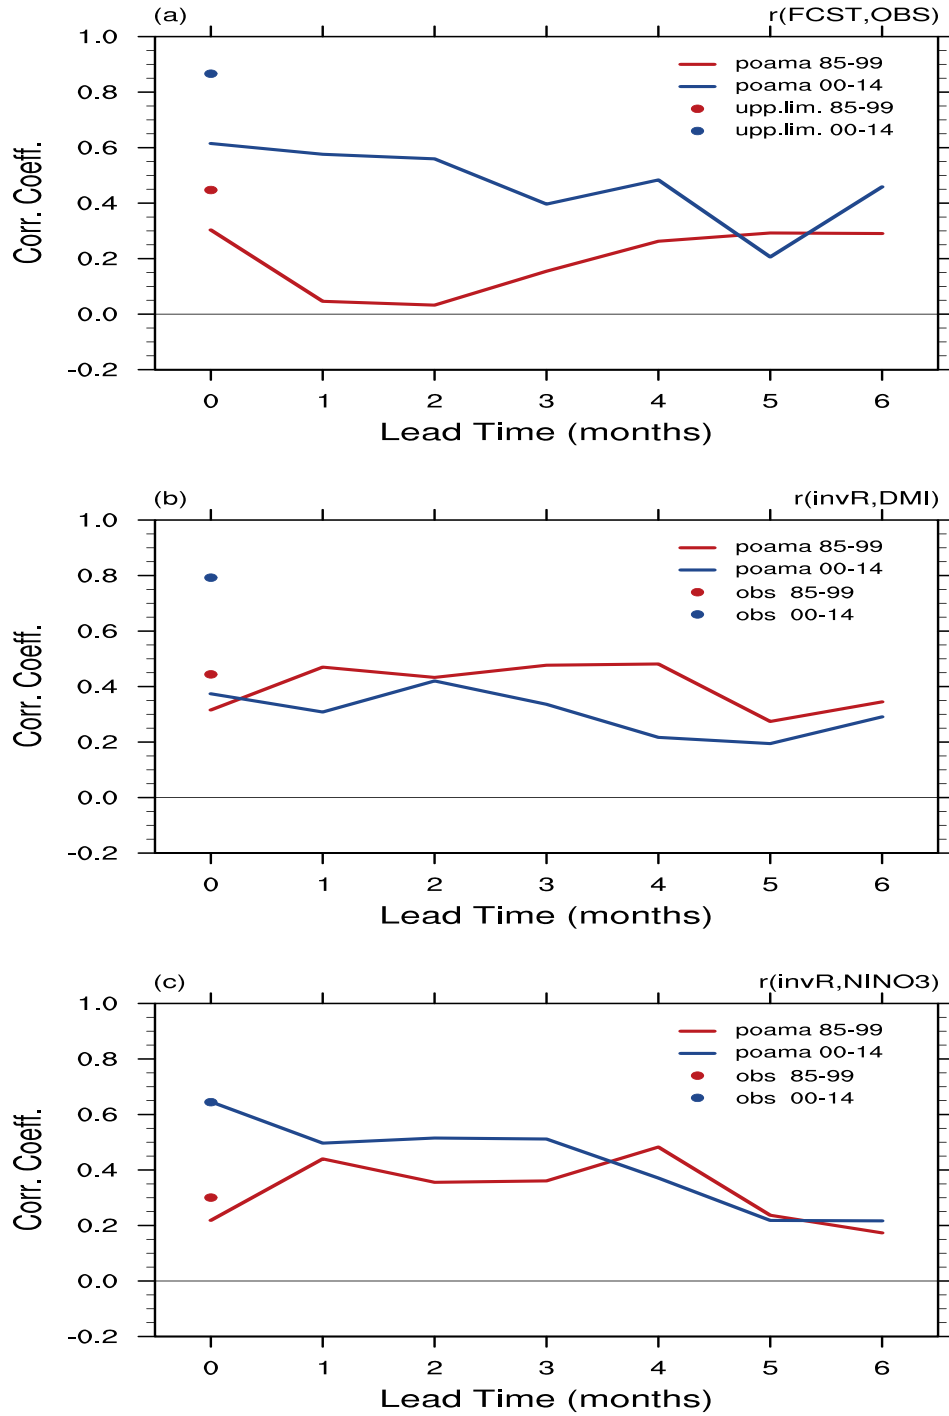 (a) r(FCST,OBS)
1.0
0.8
0.6
0.4
0.2
0.0
-0.2
Corr. Coeff.
poama 85-99
poama 00-14
upp.lim. 85-99
upp.lim. 00-14
0 1 2 3 4 5 6
Lead Time (months)
(b) r(invR,DMI)
1.0
0.8
0.6
0.4
0.2
0.0
-0.2
Corr. Coeff.
poama 85-99
poama 00-14
obs 85-99
obs 00-14
0 1 2 3 4 5 6
Lead Time (months)
(c) r(invR,NINO3)
1.0
0.8
0.6
0.4
0.2
0.0
-0.2
Corr. Coeff.
poama 85-99
poama 00-14
obs 85-99
obs 00-14
0 1 2 3 4 5 6
Lead Time (months)